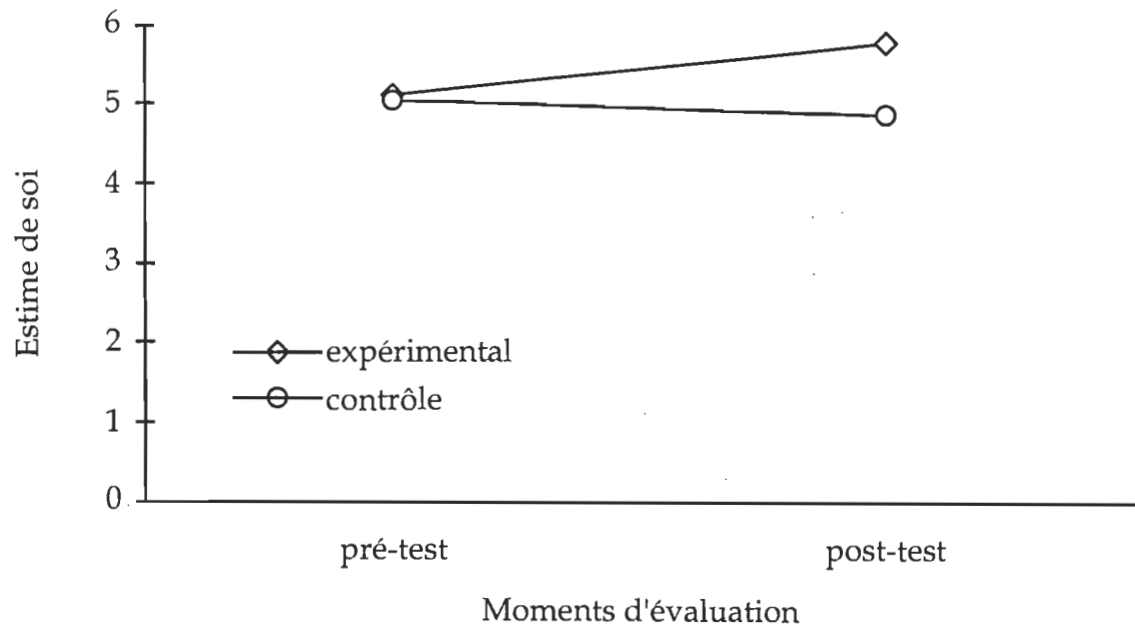 6
5
4
3
2
1
0
Estime de soi
expérimental
contrôle
pré-test
post-test
Moments d'évaluation